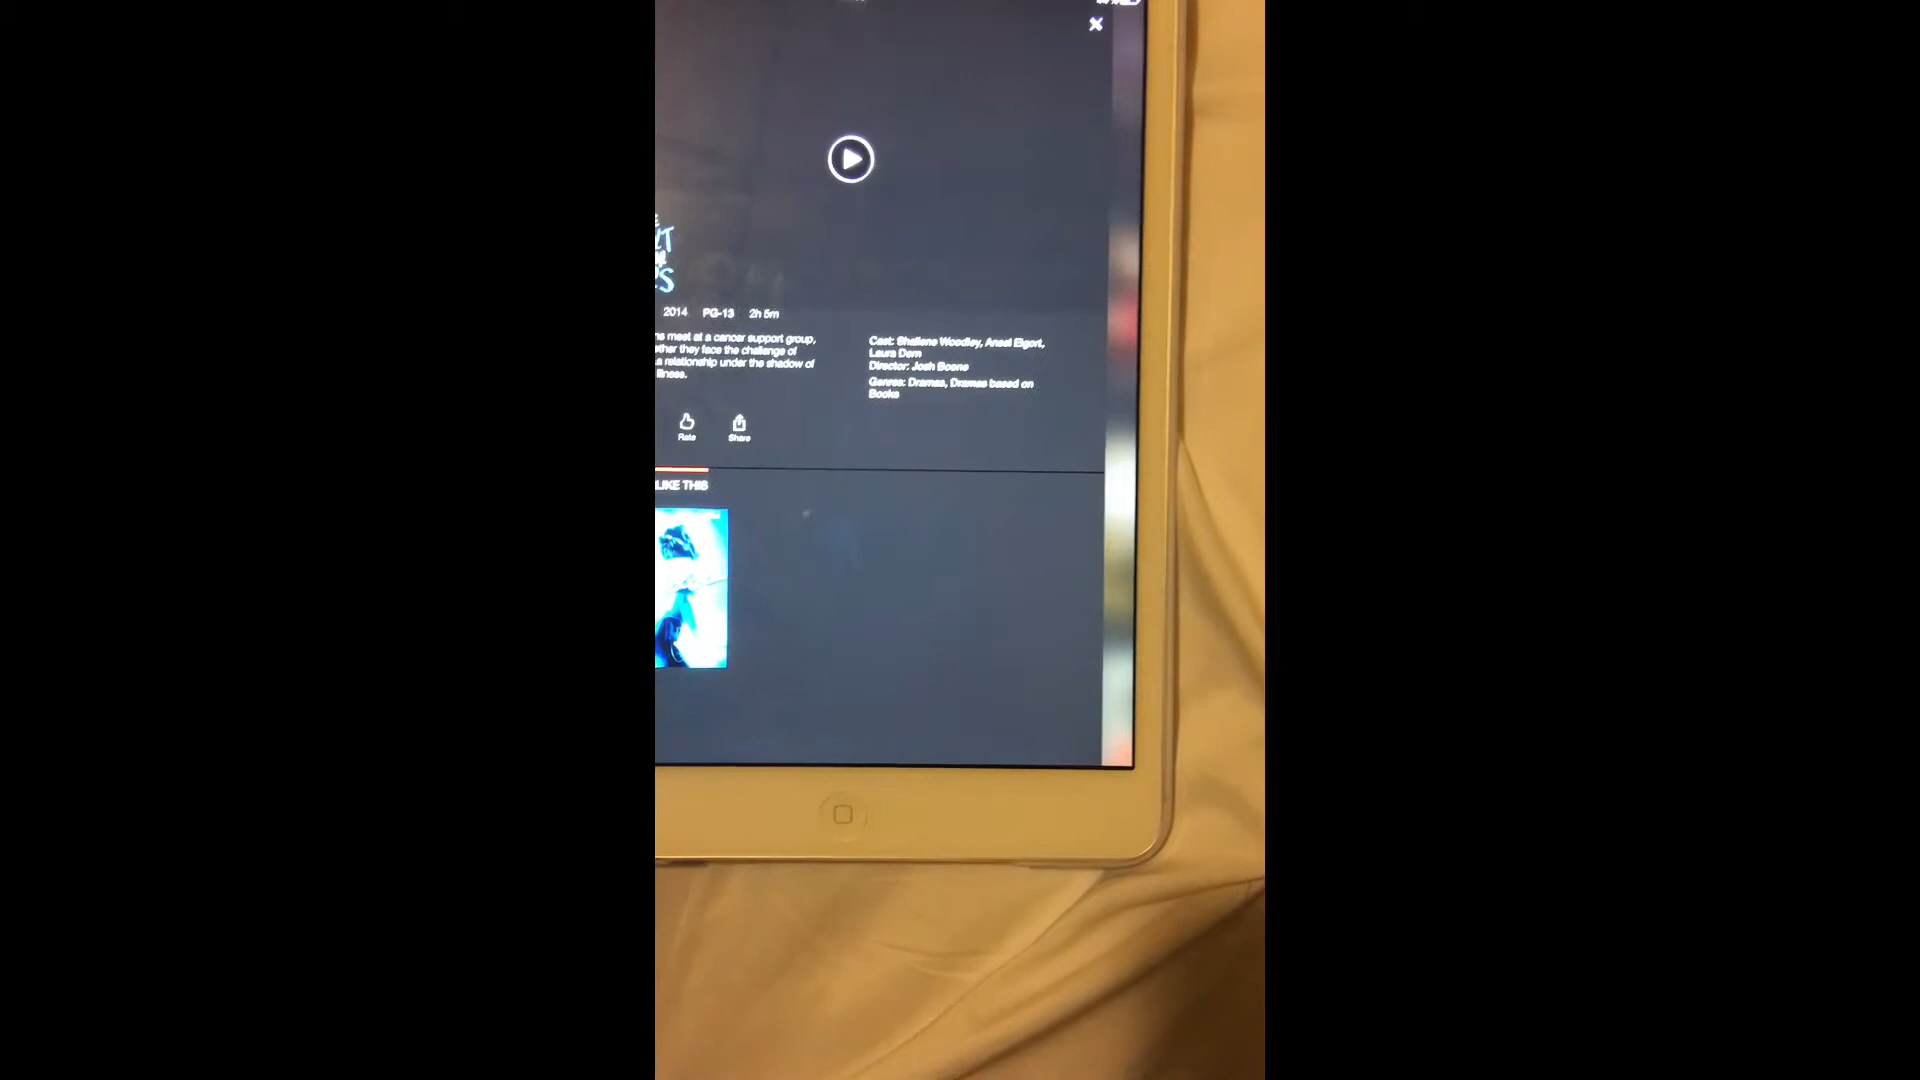 2014 PG-13 2h 5m
meet at a cancer support group,
they face the challenge of
a relationship under the shadow of
illness.
Cast: Shailene Woodley, Ansel Elgort,
Laura Dern
Director: Josh Boone
Genres: Dramas, Dramas based on
Books
Rate Share
LIKE THIS